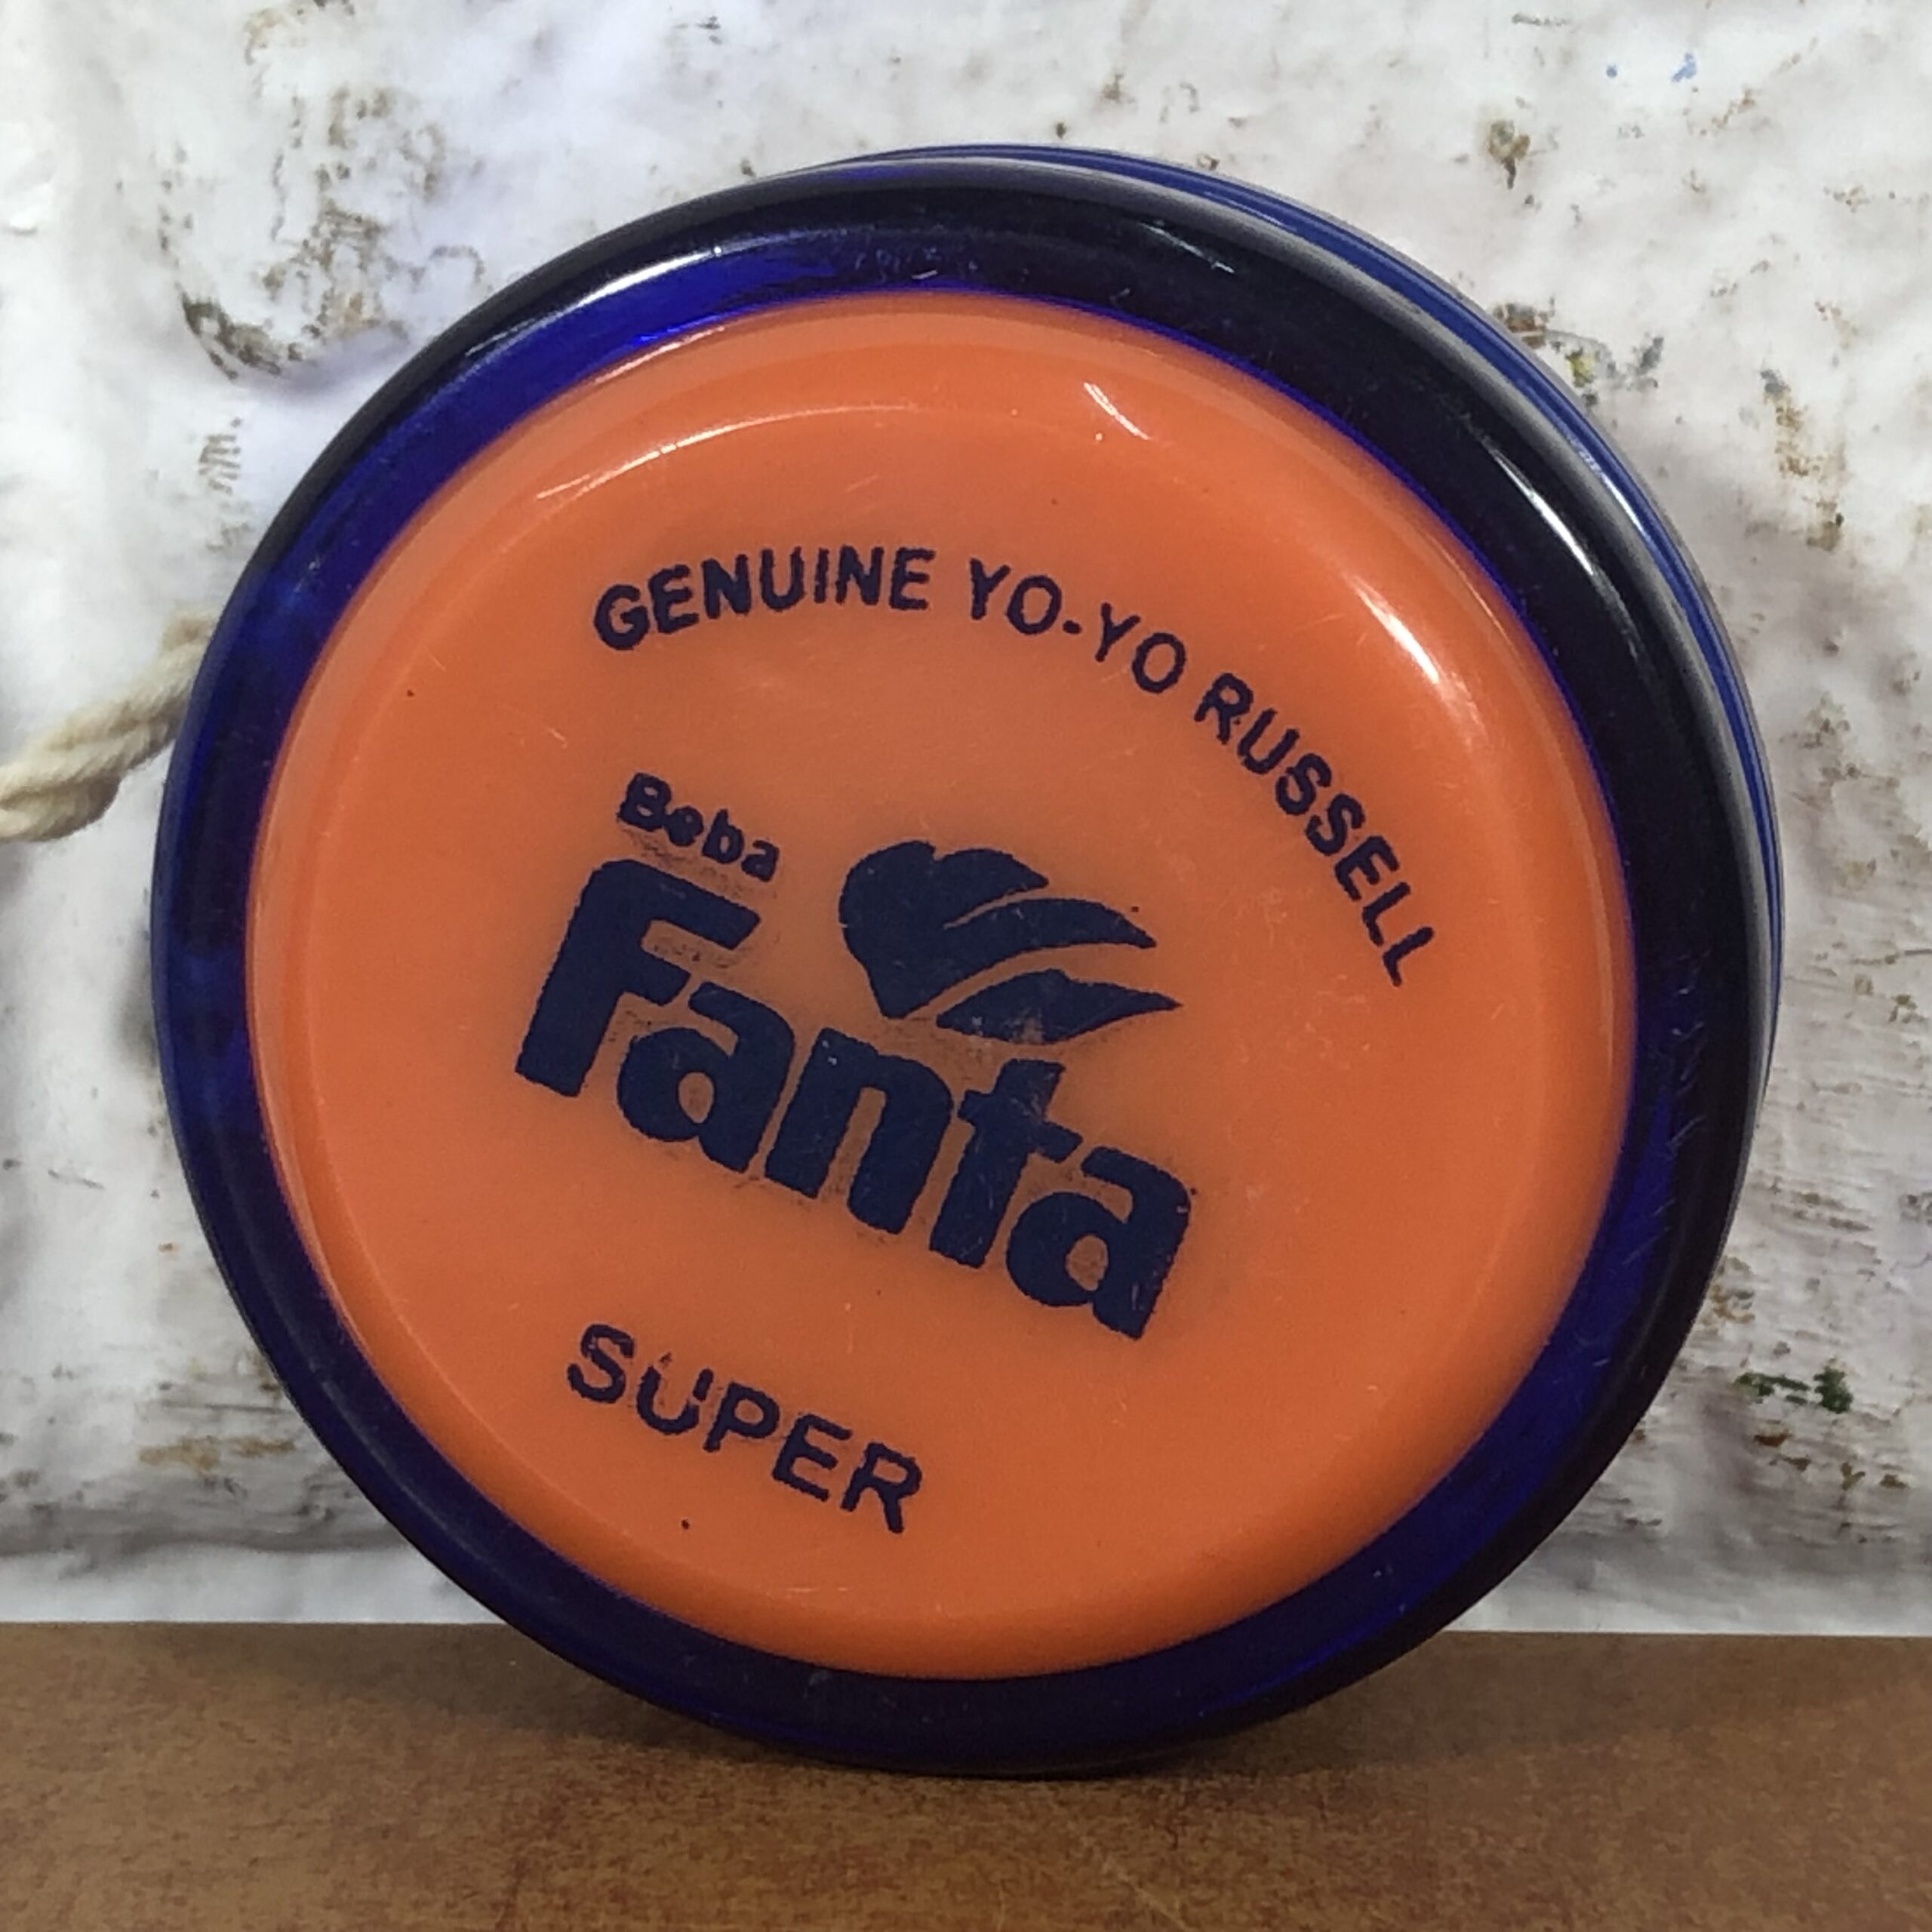 GENUINE YO-YO RUSSELL
Beba
Fanta
SUPER